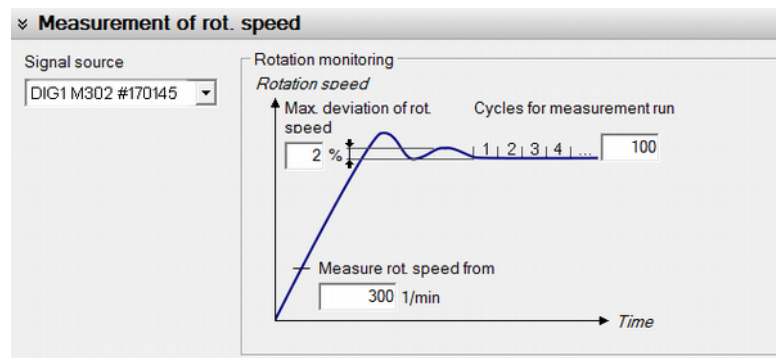 Measurement of rot. speed
Signal source
DIG1 M302 #170145
Rotation monitoring
Rotation speed
Max. deviation of rot.
speed
2 %
Cycles for measurement run
1 2 3 4 ... 100
Measure rot. speed from
300 1/min
Time